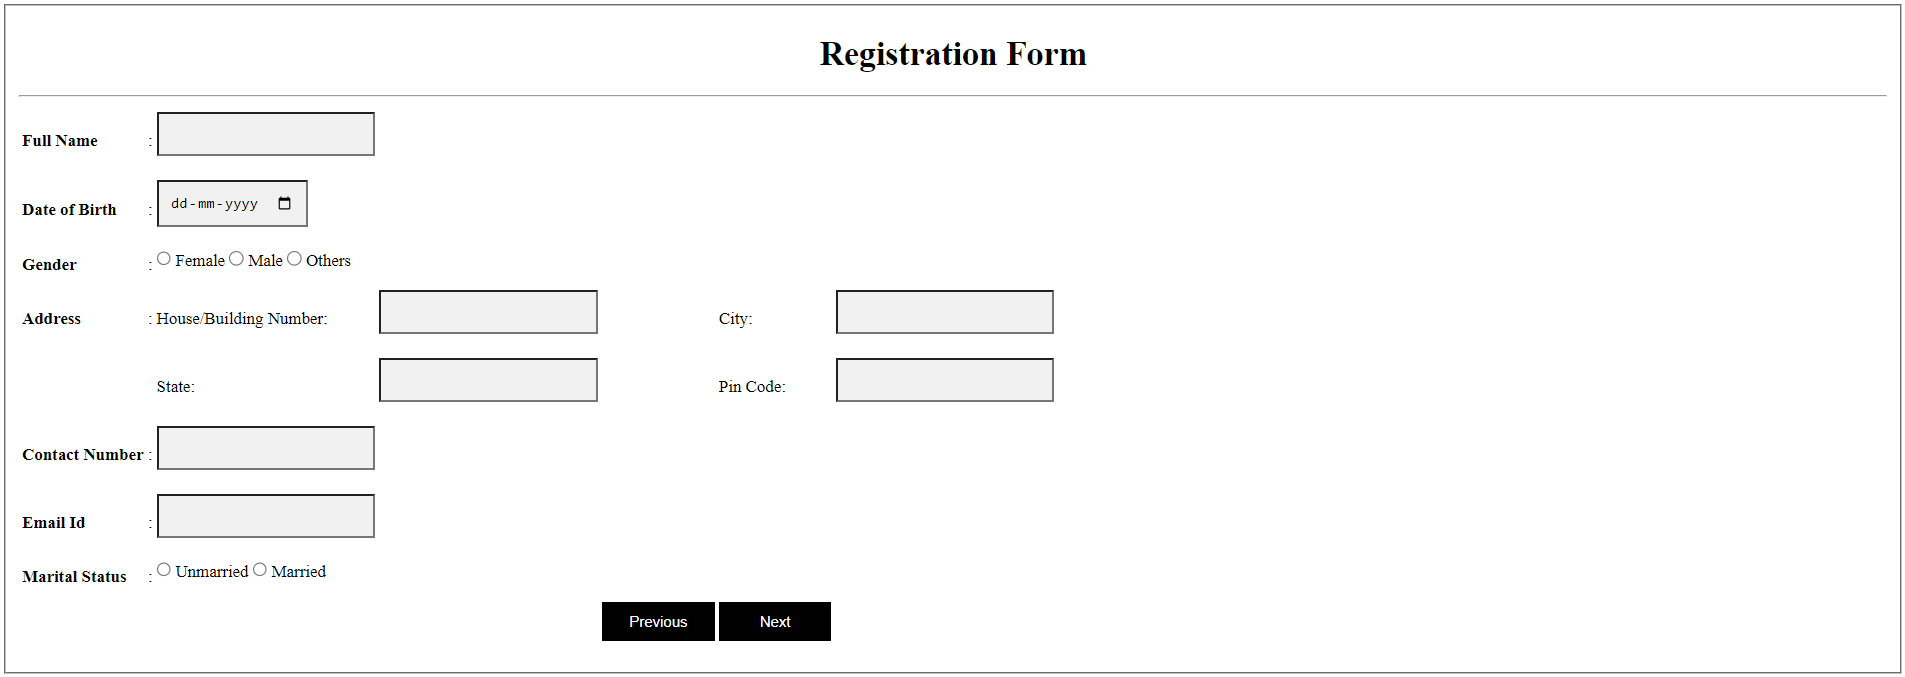 Registration Form
Full Name :
Date of Birth : dd-mm-yyyy
Gender : Female Male Others
Address : House/Building Number: City:
State: Pin Code:
Contact Number :
Email Id :
Marital Status : Unmarried Married
Previous Next